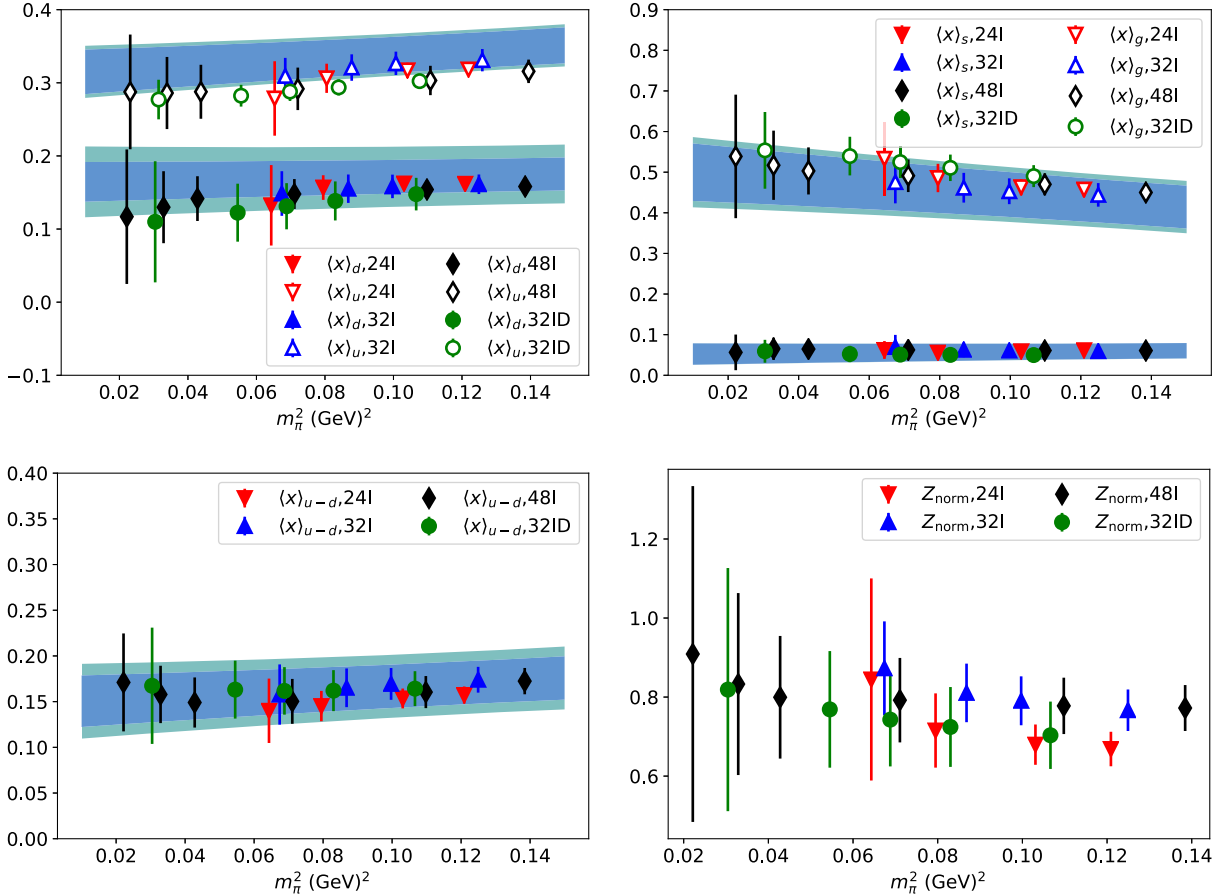 0.4
0.3
0.2
0.1
0.0
−0.1
⟨x⟩d,24I ⟨x⟩d,48I
⟨x⟩u,24I ⟨x⟩u,48I
⟨x⟩d,32I ⟨x⟩d,32ID
⟨x⟩u,32I ⟨x⟩u,32ID
0.02 0.04 0.06 0.08 0.10 0.12 0.14
m²π (GeV)²
0.9
0.8
0.7
0.6
0.5
0.4
0.3
0.2
0.1
0.0
⟨x⟩s,24I ⟨x⟩g,24I
⟨x⟩s,32I ⟨x⟩g,32I
⟨x⟩s,48I ⟨x⟩g,48I
⟨x⟩s,32ID ⟨x⟩g,32ID
0.02 0.04 0.06 0.08 0.10 0.12 0.14
m²π (GeV)²
0.40
0.35
0.30
0.25
0.20
0.15
0.10
0.05
0.00
⟨x⟩u−d,24I ⟨x⟩u−d,48I
⟨x⟩u−d,32I ⟨x⟩u−d,32ID
0.02 0.04 0.06 0.08 0.10 0.12 0.14
m²π (GeV)²
1.2
1.0
0.8
0.6
Znorm,24I Znorm,48I
Znorm,32I Znorm,32ID
0.02 0.04 0.06 0.08 0.10 0.12 0.14
m²π (GeV)²